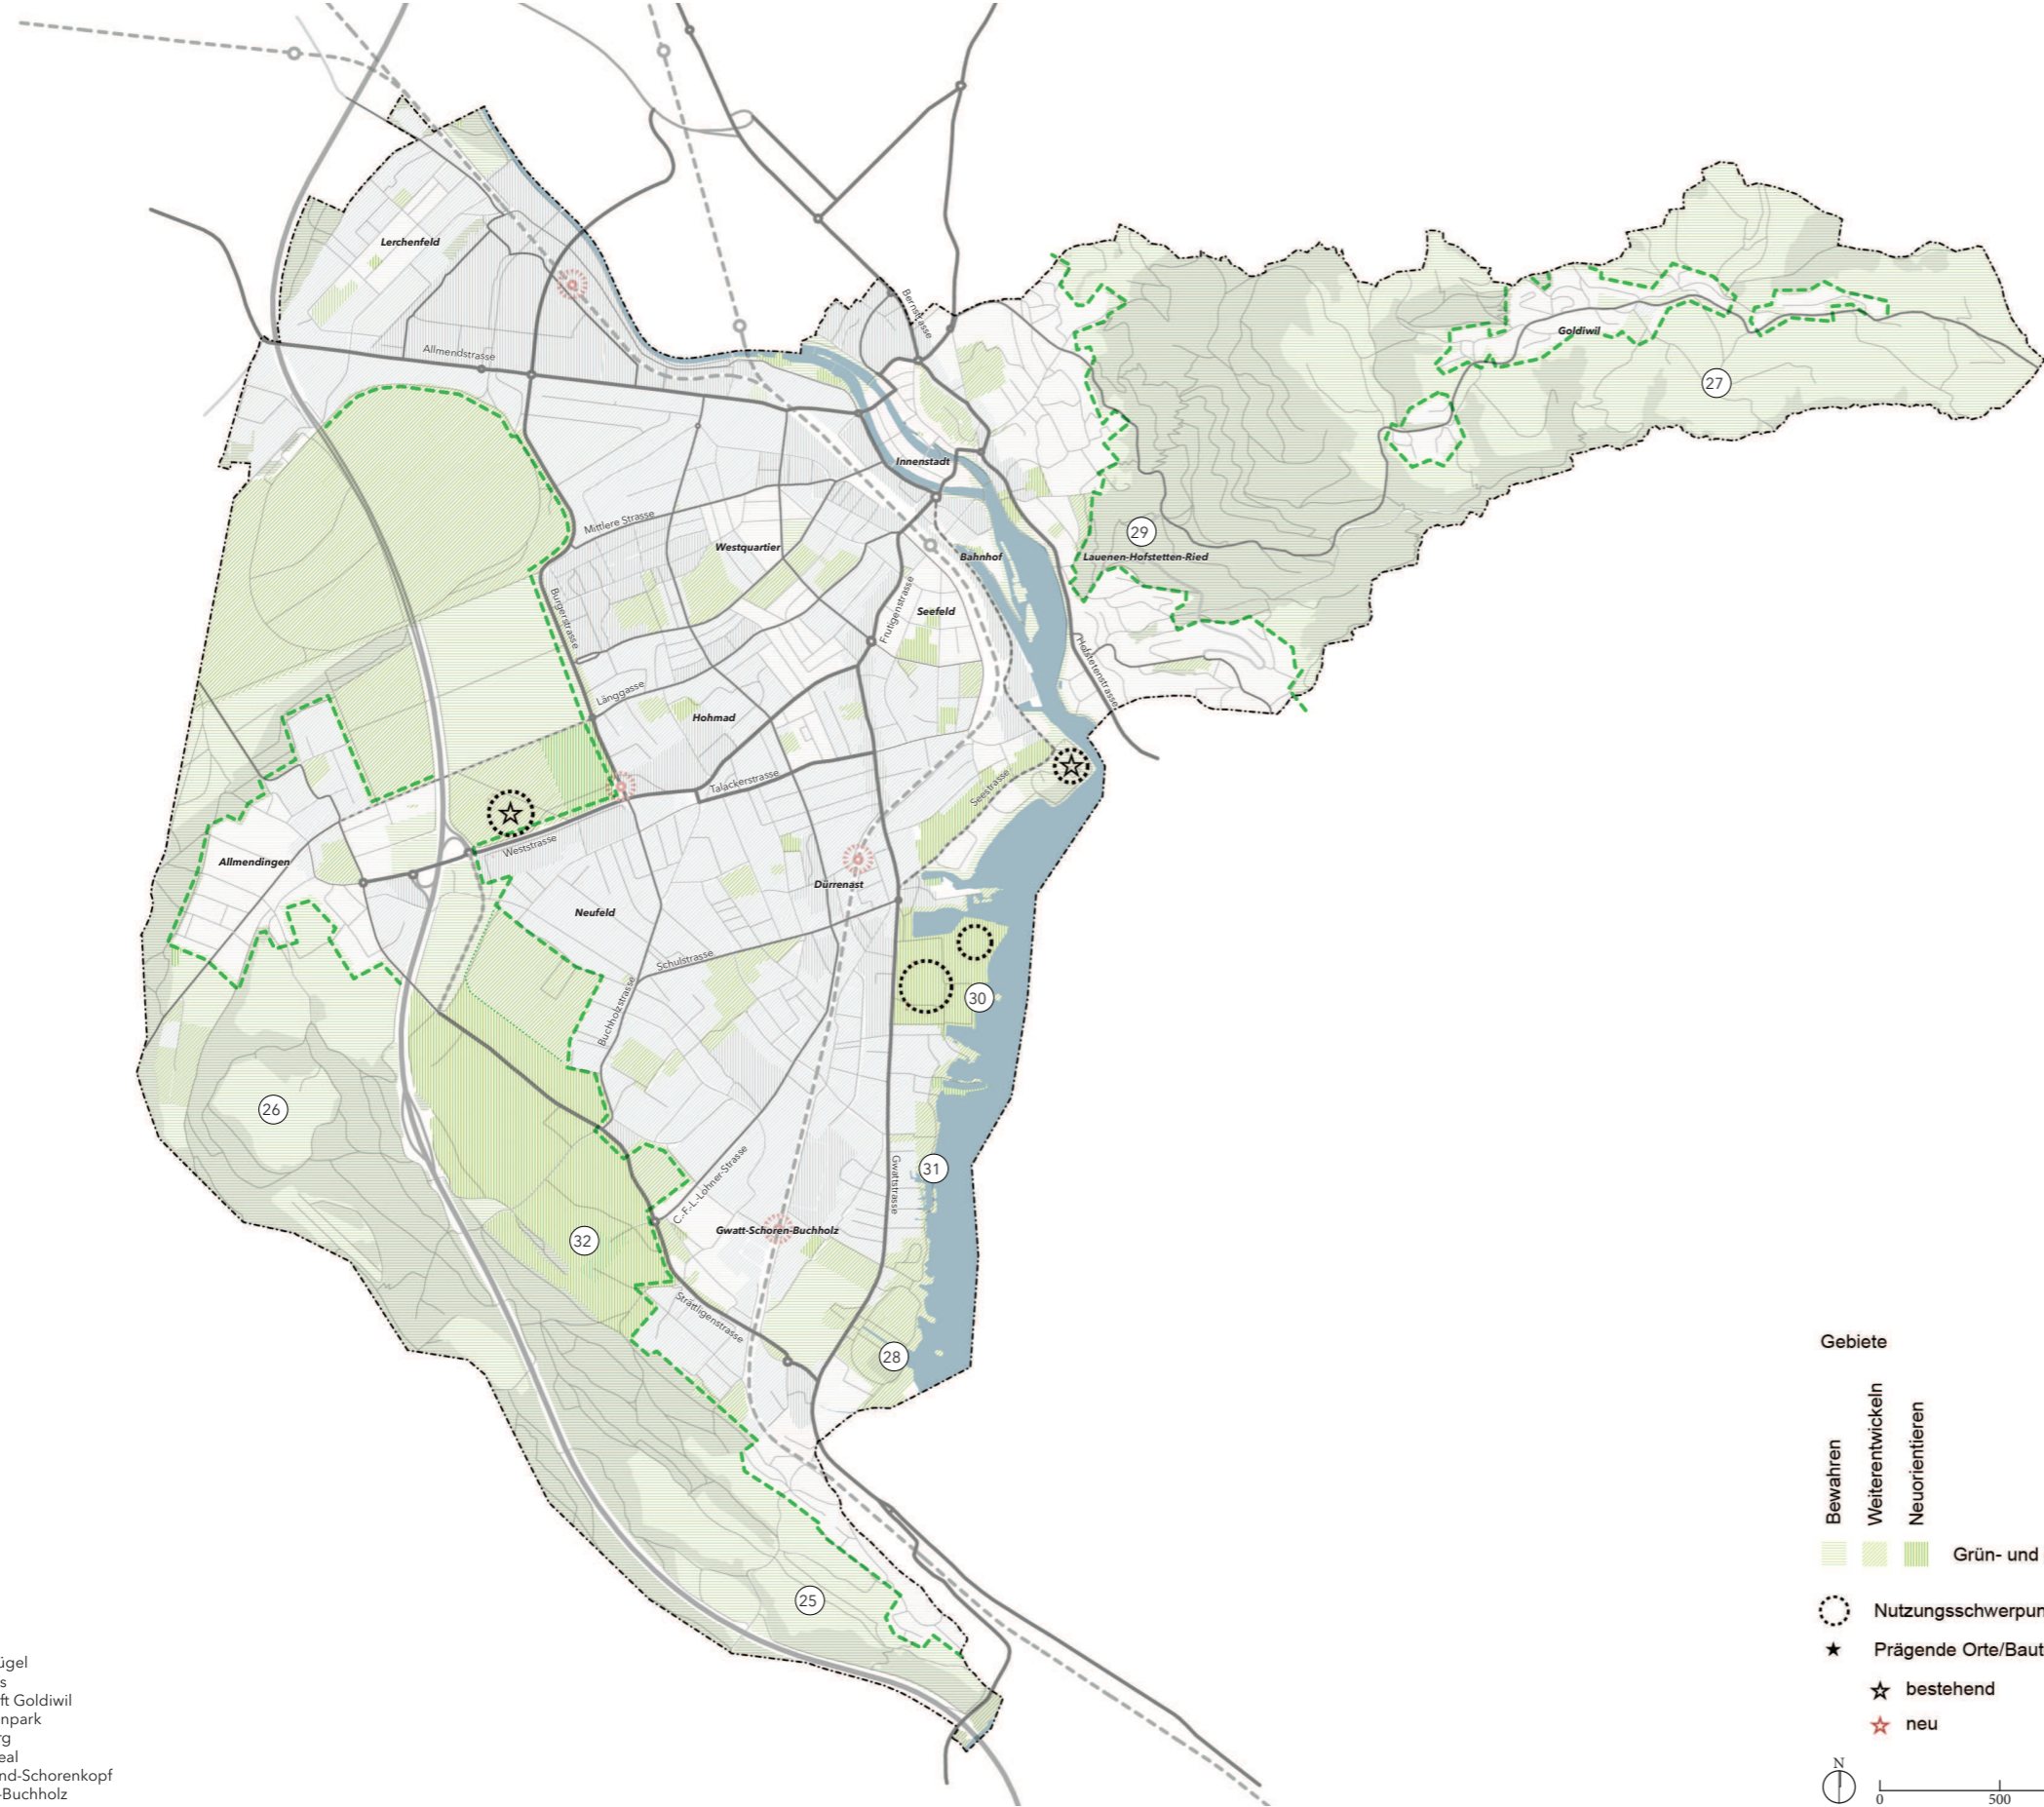 Lerchenfeld
Bernstrasse
Goldiwil
Allmendstrasse
27
Innenstadt
Mittlere Strasse
29
Westquartier
Bahnhof
Lauenen-Hofstetten-Ried
Burgerstrasse
Frutigenstrasse
Seefeld
Hofstetenstrasse
Länggasse
Hohmad
Talackerstrasse
Seestrasse
Weststrasse
Allmendingen
Dürrenast
Neufeld
Schulstrasse
Buchholzstrasse
30
26
31
Gwattstrasse
C.-F.-L.-Lohner-Strasse
Gwatt-Schoren-Buchholz
32
Strättligenstrasse
28
25
Gebiete
Bewahren
Weiterentwickeln
Neuorientieren
Grün- und
Nutzungsschwerpun
Prägende Orte/Baut
bestehend
neu
N
0 500
ügel
s
ft Goldiwil
npark
rg
eal
nd-Schorenkopf
-Buchholz